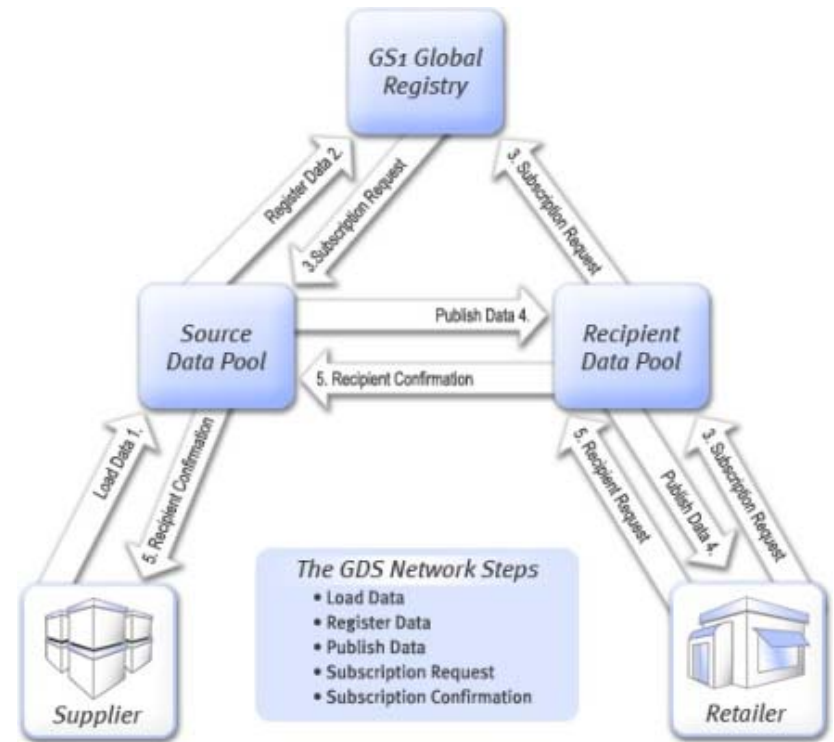 GS1 Global
Registry
Register Data 2.
3.Subscription Request
3. Subscription Request
Source
Data Pool
Publish Data 4.
Recipient
Data Pool
5. Recipient Confirmation
Load Data 1.
5. Recipient Confirmation
5. Recipient Request
Publish Data 4.
3. Subscription Request
The GDS Network Steps
• Load Data
• Register Data
• Publish Data
• Subscription Request
• Subscription Confirmation
Supplier
Retailer